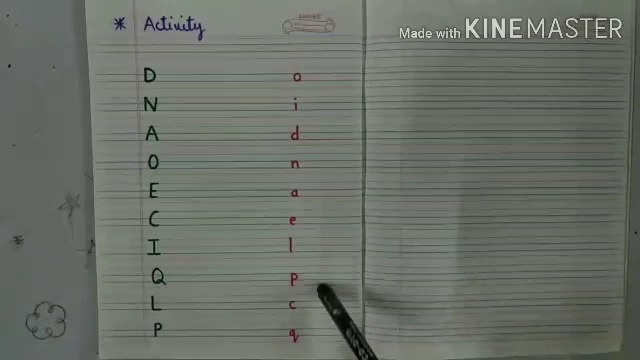 * Activity
Made with KINEMASTER
D o
N i
A d
O n
E a
C e
I l
Q p
L c
P q